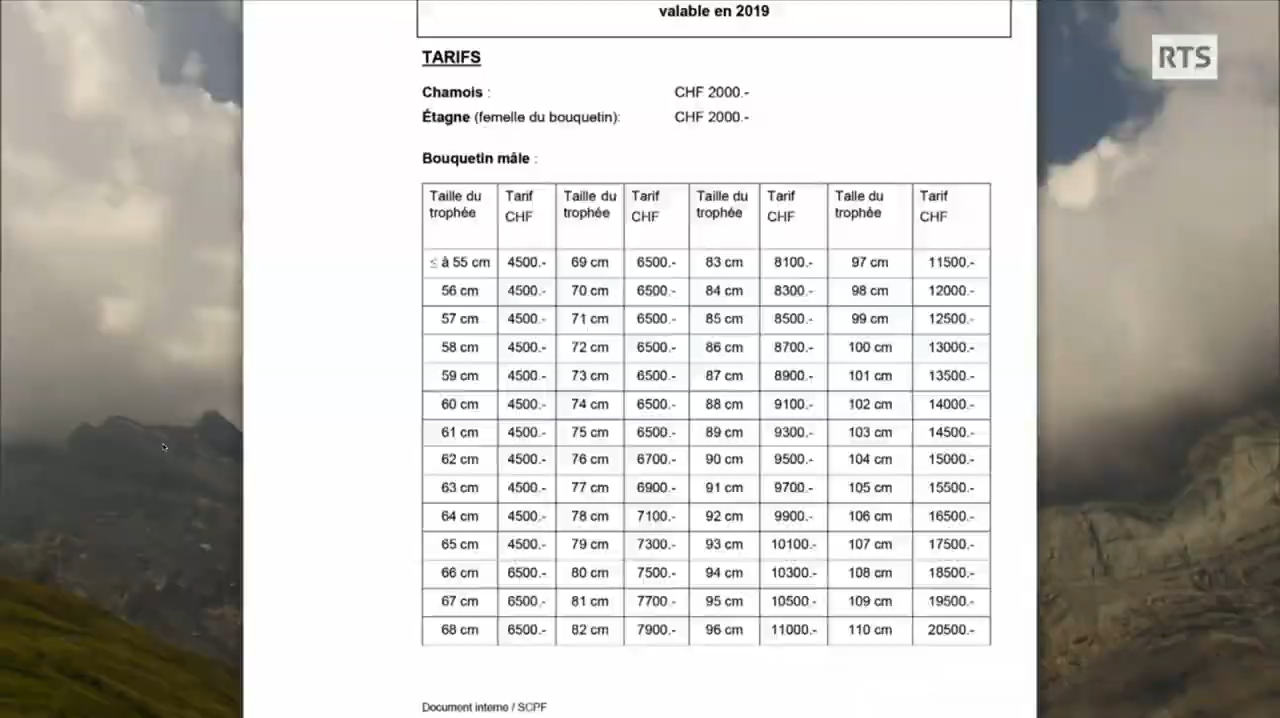 valable en 2019
RTS
TARIFS
Chamois : CHF 2000.-
Étagne (femelle du bouquetin): CHF 2000.-
Bouquetin mâle :
Taille du trophée Tarif CHF Taille du trophée Tarif CHF Taille du trophée Tarif CHF Talle du trophée Tarif CHF
≤ à 55 cm 4500.- 69 cm 6500.- 83 cm 8100.- 97 cm 11500.-
56 cm 4500.- 70 cm 6500.- 84 cm 8300.- 98 cm 12000.-
57 cm 4500.- 71 cm 6500.- 85 cm 8500.- 99 cm 12500.-
58 cm 4500.- 72 cm 6500.- 86 cm 8700.- 100 cm 13000.-
59 cm 4500.- 73 cm 6500.- 87 cm 8900.- 101 cm 13500.-
60 cm 4500.- 74 cm 6500.- 88 cm 9100.- 102 cm 14000.-
61 cm 4500.- 75 cm 6500.- 89 cm 9300.- 103 cm 14500.-
62 cm 4500.- 76 cm 6700.- 90 cm 9500.- 104 cm 15000.-
63 cm 4500.- 77 cm 6900.- 91 cm 9700.- 105 cm 15500.-
64 cm 4500.- 78 cm 7100.- 92 cm 9900.- 106 cm 16500.-
65 cm 4500.- 79 cm 7300.- 93 cm 10100.- 107 cm 17500.-
66 cm 6500.- 80 cm 7500.- 94 cm 10300.- 108 cm 18500.-
67 cm 6500.- 81 cm 7700.- 95 cm 10500.- 109 cm 19500.-
68 cm 6500.- 82 cm 7900.- 96 cm 11000.- 110 cm 20500.-
Document interne / SCPF